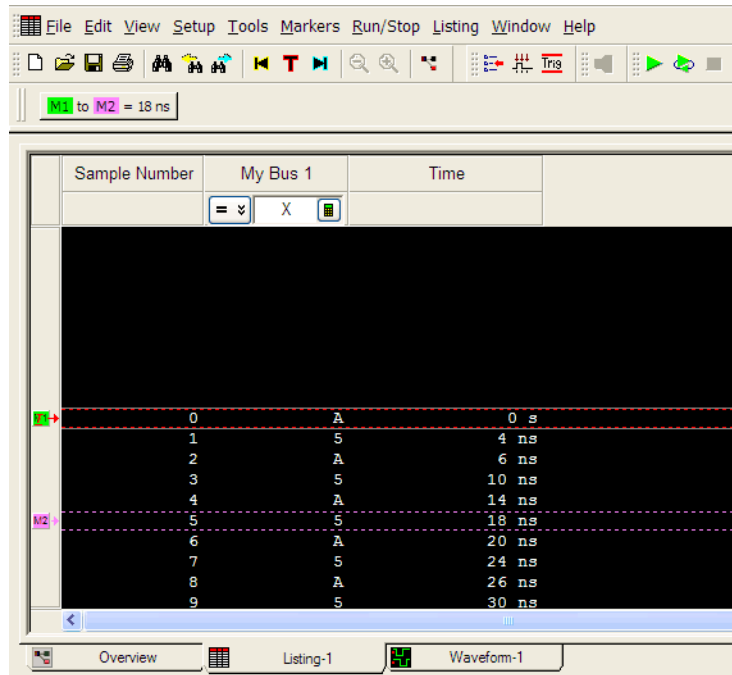 File Edit View Setup Tools Markers Run/Stop Listing Window Help
T Trig
M1 to M2 = 18 ns
Sample Number My Bus 1 Time
= X
M1 0 A 0 s
1 5 4 ns
2 A 6 ns
3 5 10 ns
4 A 14 ns
M2 5 5 18 ns
6 A 20 ns
7 5 24 ns
8 A 26 ns
9 5 30 ns
Overview Listing-1 Waveform-1